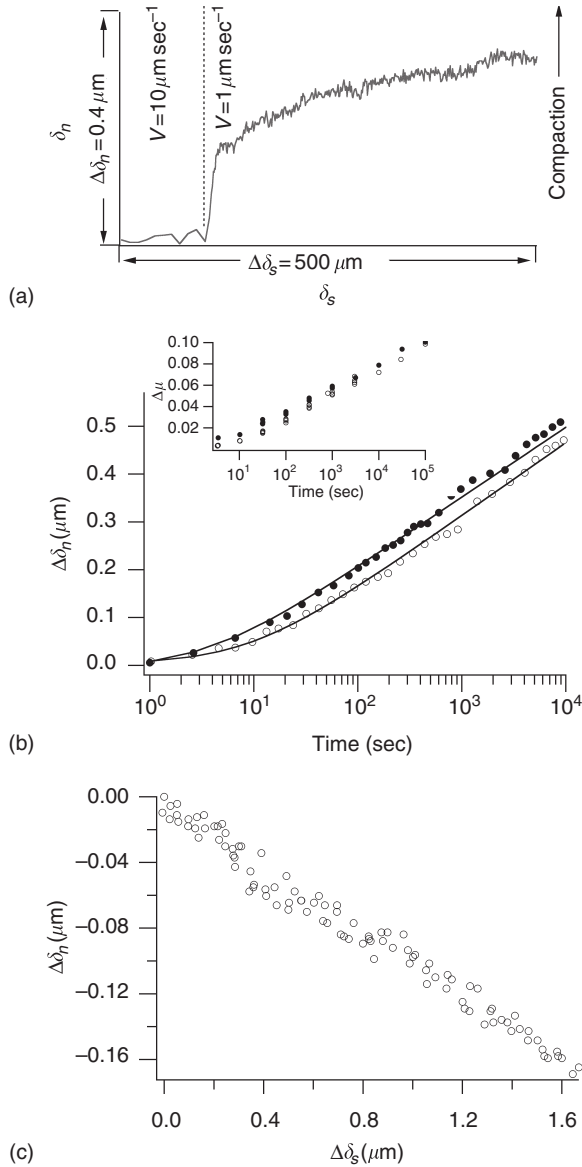 δn
Δδn = 0.4 μm
V = 10 μm sec⁻¹
V = 1 μm sec⁻¹
Compaction
Δδs = 500 μm
δs
(a)
0.10
0.08
0.06
0.04
0.02
Δμ
10¹ 10² 10³ 10⁴ 10⁵
Time (sec)
0.5
0.4
0.3
0.2
0.1
0.0
Δδn(μm)
10⁰ 10¹ 10² 10³ 10⁴
Time (sec)
(b)
0.00
−0.04
−0.08
−0.12
−0.16
Δδn(μm)
0.0 0.4 0.8 1.2 1.6
Δδs(μm)
(c)